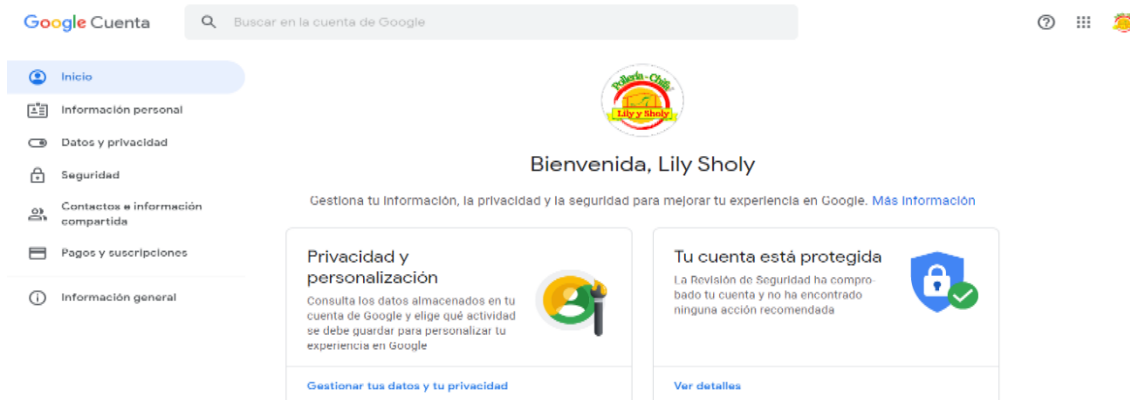 Google Cuenta
Buscar en la cuenta de Google
Inicio
Información personal
Datos y privacidad
Seguridad
Contactos e información
compartida
Pagos y suscripciones
Información general
Pollería - Chifa
Lily y Sholy
Bienvenida, Lily Sholy
Gestiona tu información, la privacidad y la seguridad para mejorar tu experiencia en Google. Más información
Privacidad y
personalización
Consulta los datos almacenados en tu
cuenta de Google y elige qué actividad
se debe guardar para personalizar tu
experiencia en Google
Gestionar tus datos y tu privacidad
Tu cuenta está protegida
La Revisión de Seguridad ha compro-
bado tu cuenta y no ha encontrado
ninguna acción recomendada
Ver detalles